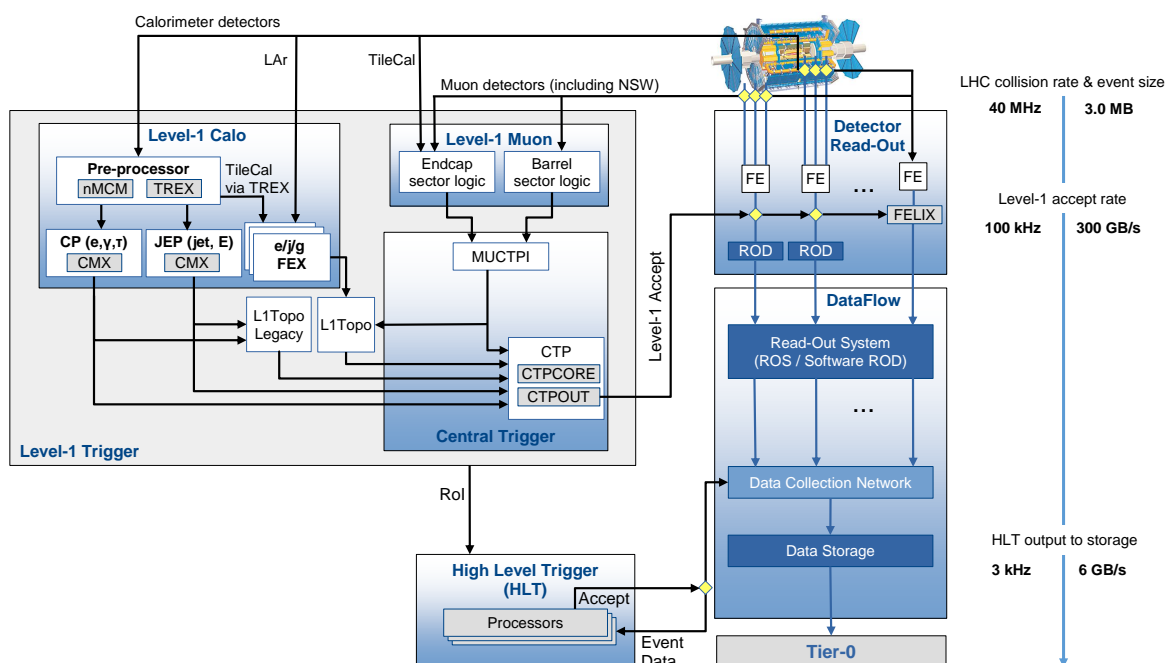 Calorimeter detectors
LAr
TileCal
Muon detectors (including NSW)
LHC collision rate & event size
40 MHz
3.0 MB
Level-1 Calo
Pre-processor
nMCM
TREX
TileCal
via TREX
CP (e,γ,τ)
CMX
JEP (jet, E)
CMX
e/j/g
FEX
Level-1 Muon
Endcap
sector logic
Barrel
sector logic
MUCTPI
L1Topo
Legacy
L1Topo
CTP
CTPCORE
CTPOUT
Central Trigger
Level-1 Trigger
Level-1 Accept
Detector
Read-Out
FE
FE
...
FE
FELIX
ROD
ROD
Level-1 accept rate
100 kHz
300 GB/s
DataFlow
Read-Out System
(ROS / Software ROD)
...
Data Collection Network
Data Storage
HLT output to storage
3 kHz
6 GB/s
RoI
High Level Trigger
(HLT)
Accept
Processors
Event
Data
Tier-0